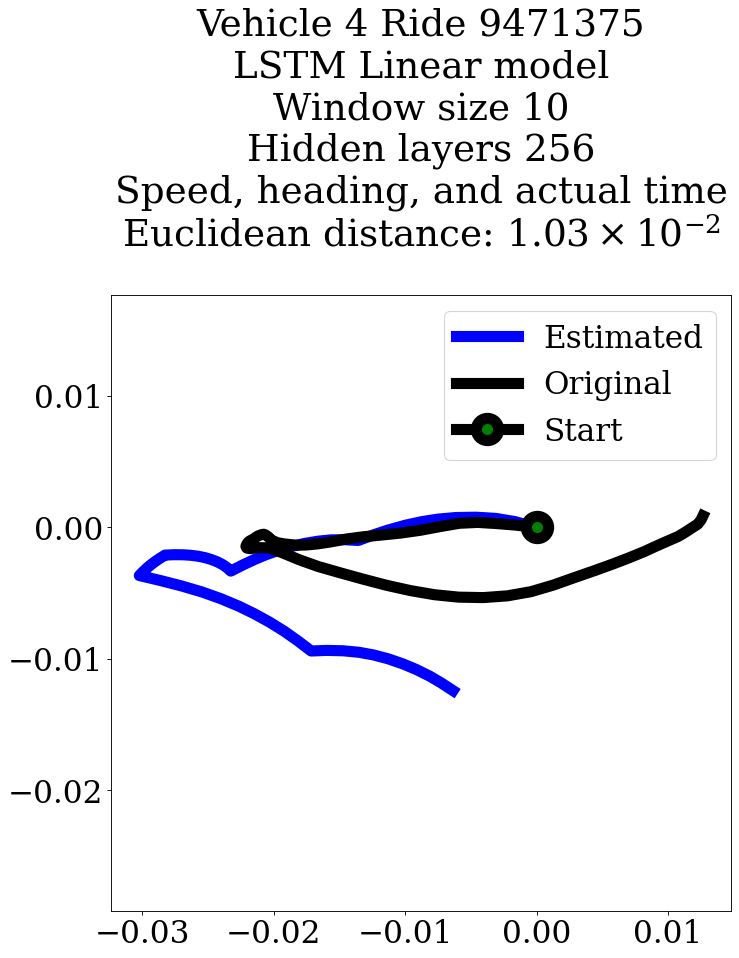 Vehicle 4 Ride 9471375
LSTM Linear model
Window size 10
Hidden layers 256
Speed, heading, and actual time
Euclidean distance: 1.03 × 10⁻²
Estimated
Original
Start
0.01
0.00
−0.01
−0.02
−0.03 −0.02 −0.01 0.00 0.01